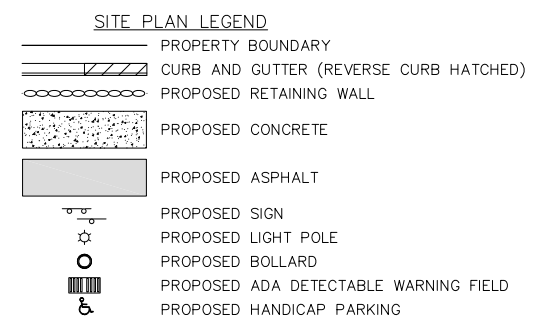 SITE PLAN LEGEND
PROPERTY BOUNDARY
CURB AND GUTTER (REVERSE CURB HATCHED)
PROPOSED RETAINING WALL
PROPOSED CONCRETE
PROPOSED ASPHALT
PROPOSED SIGN
PROPOSED LIGHT POLE
PROPOSED BOLLARD
PROPOSED ADA DETECTABLE WARNING FIELD
PROPOSED HANDICAP PARKING